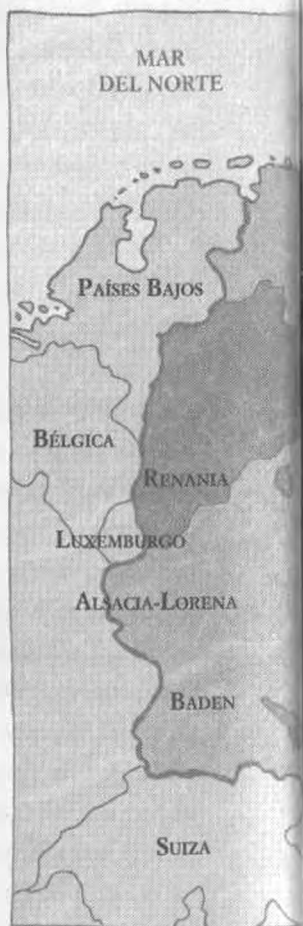 MAR
DEL NORTE
PAÍSES BAJOS
BÉLGICA
RENANIA
LUXEMBURGO
ALSACIA-LORENA
BADEN
SUIZA